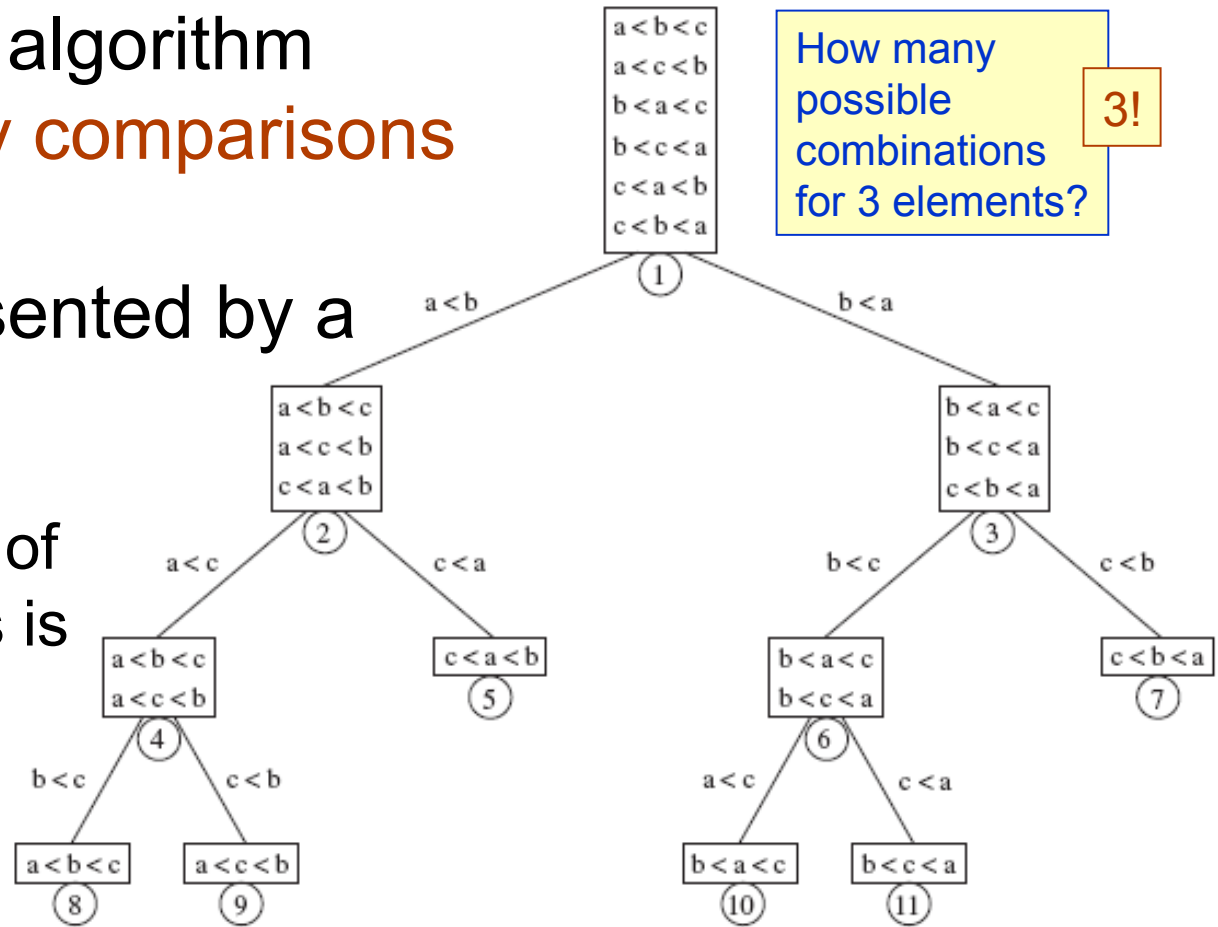 algorithm
y comparisons
sented by a
of
s is
How many
possible
combinations
for 3 elements?
3!
a < b < c
a < c < b
b < a < c
b < c < a
c < a < b
c < b < a
1
a < b
b < a
a < b < c
a < c < b
c < a < b
2
b < a < c
b < c < a
c < b < a
3
a < c
c < a
b < c
c < b
a < b < c
a < c < b
4
c < a < b
5
b < a < c
b < c < a
6
c < b < a
7
b < c
c < b
a < c
c < a
a < b < c
8
a < c < b
9
b < a < c
10
b < c < a
11